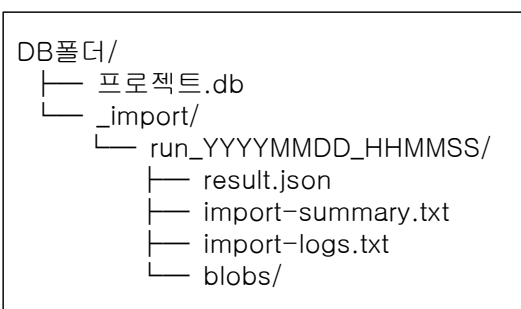 DB폴더/
├── 프로젝트.db
└── _import/
    └── run_YYYYMMDD_HHMMSS/
        ├── result.json
        ├── import-summary.txt
        ├── import-logs.txt
        └── blobs/